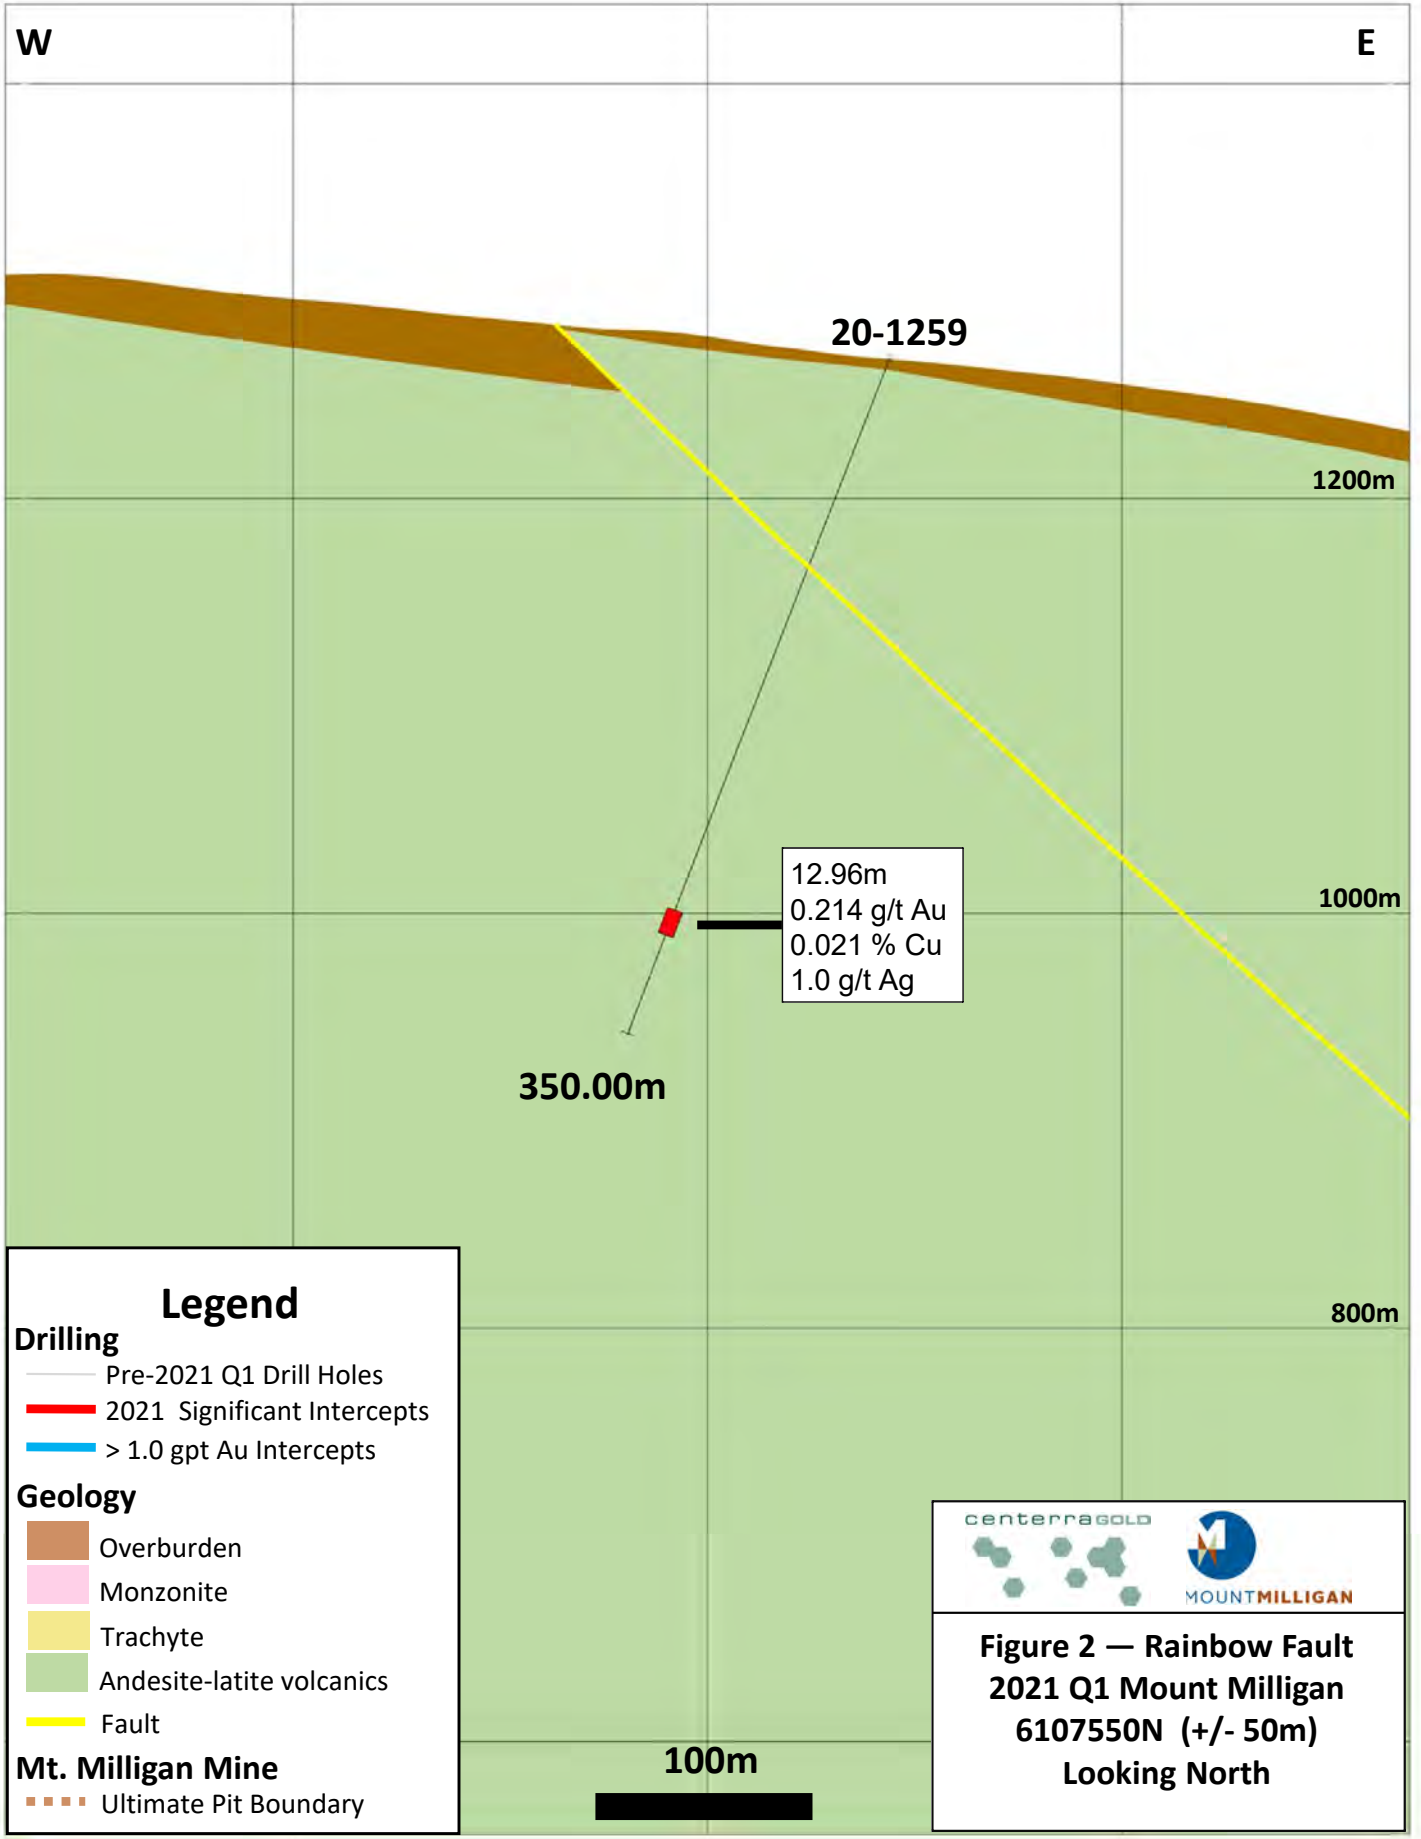 W
E
20-1259
1200m
12.96m
0.214 g/t Au
0.021 % Cu
1.0 g/t Ag
1000m
350.00m
800m
Legend
Drilling
Pre-2021 Q1 Drill Holes
2021  Significant Intercepts
> 1.0 gpt Au Intercepts
Geology
Overburden
Monzonite
Trachyte
Andesite-latite volcanics
Fault
Mt. Milligan Mine
Ultimate Pit Boundary
100m
centerraGOLD
M
MOUNTMILLIGAN
Figure 2 — Rainbow Fault
2021 Q1 Mount Milligan
6107550N  (+/- 50m)
Looking North